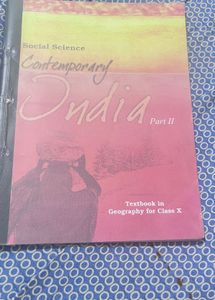 Social Science
Contemporary
India
Part II
Textbook in
Geography for Class X